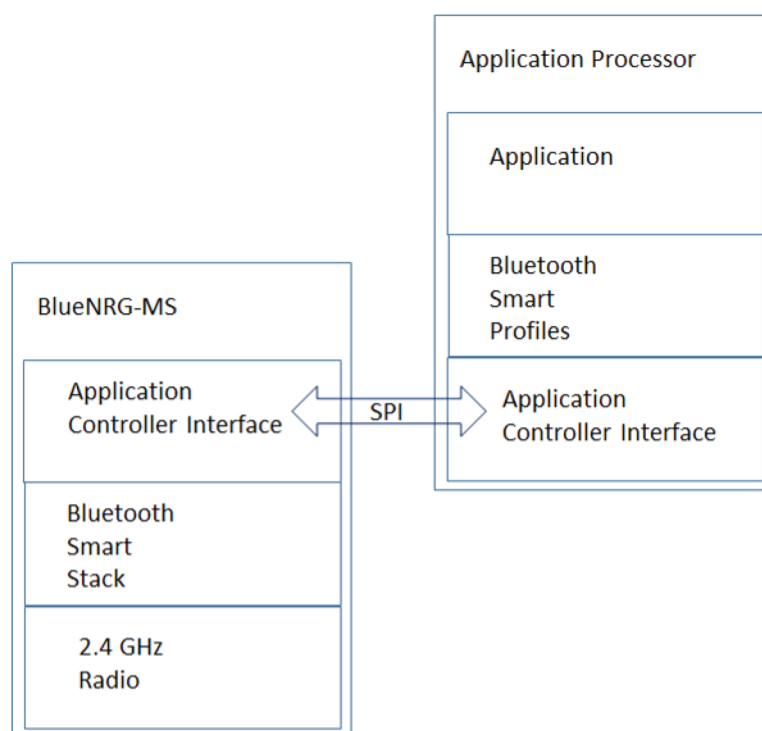 Application Processor
Application
Bluetooth
Smart
Profiles
Application
Controller Interface
SPI
BlueNRG-MS
Application
Controller Interface
Bluetooth
Smart
Stack
2.4 GHz
Radio